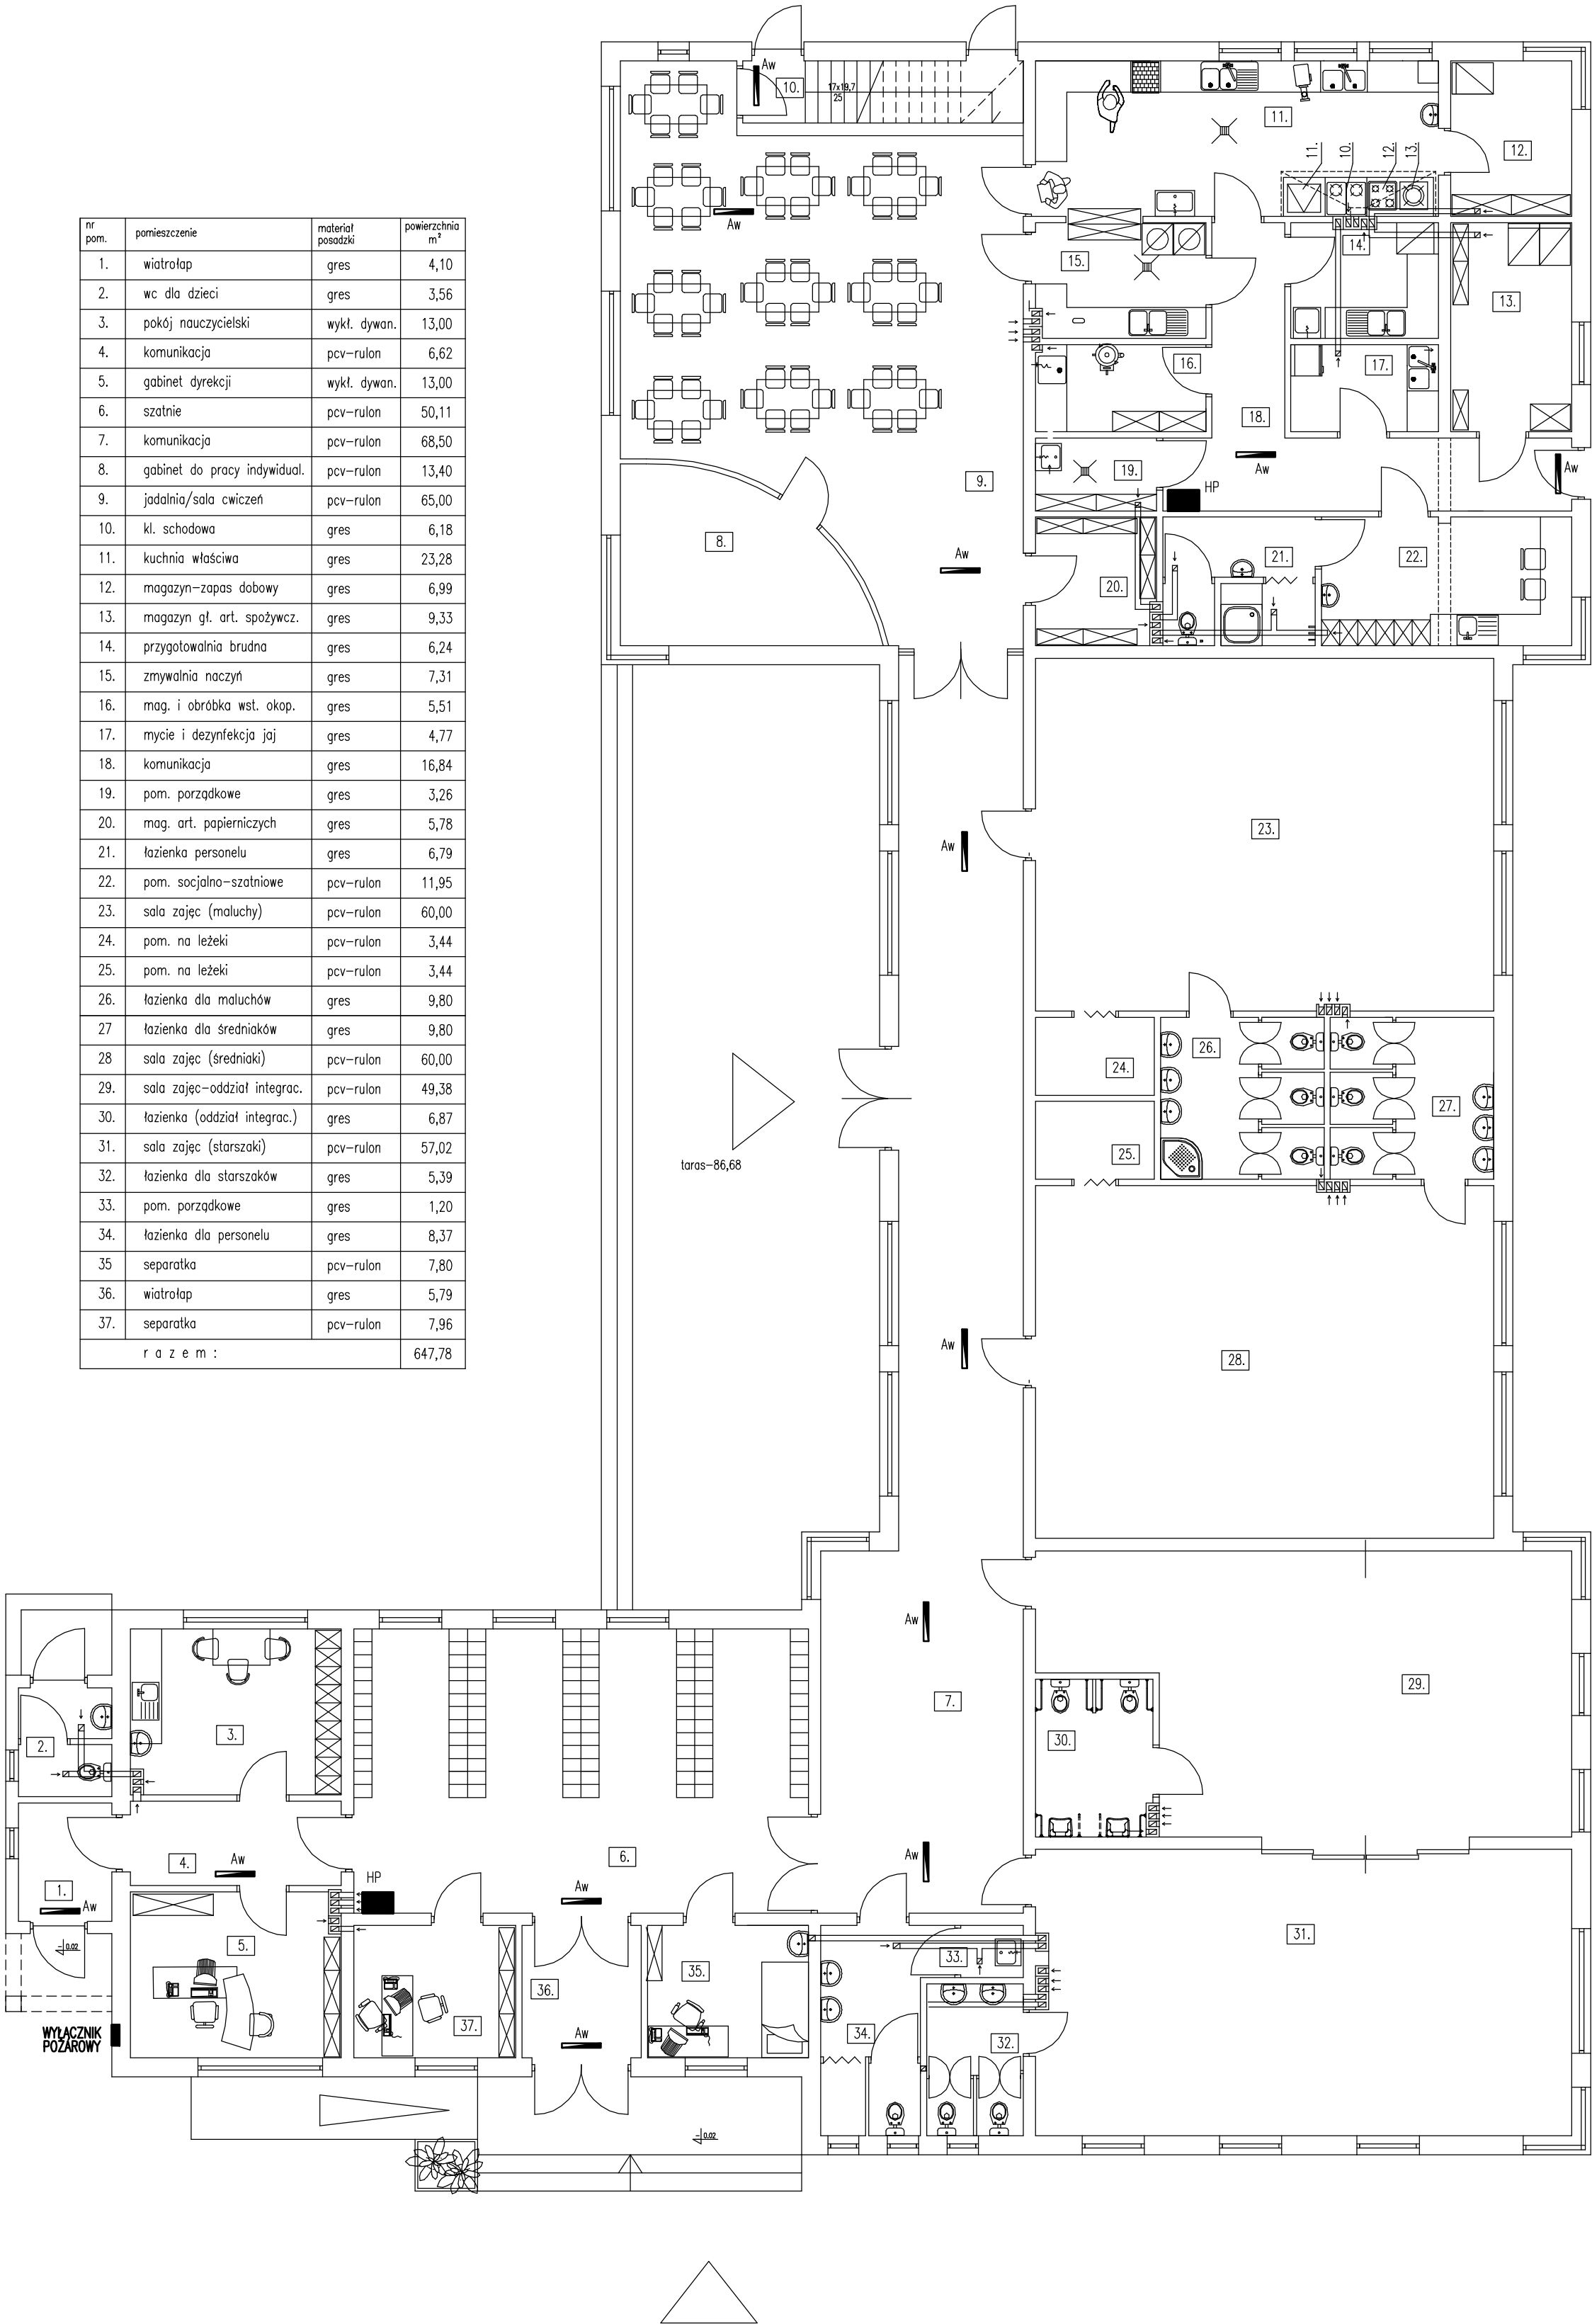 nr pom. pomieszczenie materiał posadzki powierzchnia m²
1. wiatrołap gres 4,10
2. wc dla dzieci gres 3,56
3. pokój nauczycielski wykł. dywan. 13,00
4. komunikacja pcv-rulon 6,62
5. gabinet dyrekcji wykł. dywan. 13,00
6. szatnie pcv-rulon 50,11
7. komunikacja pcv-rulon 68,50
8. gabinet do pracy indywidual. pcv-rulon 13,40
9. jadalnia/sala cwiczeń pcv-rulon 65,00
10. kl. schodowa gres 6,18
11. kuchnia właściwa gres 23,28
12. magazyn-zapas dobowy gres 6,99
13. magazyn gł. art. spożywcz. gres 9,33
14. przygotowalnia brudna gres 6,24
15. zmywalnia naczyń gres 7,31
16. mag. i obróbka wst. okop. gres 5,51
17. mycie i dezynfekcja jaj gres 4,77
18. komunikacja gres 16,84
19. pom. porządkowe gres 3,26
20. mag. art. papierniczych gres 5,78
21. łazienka personelu gres 6,79
22. pom. socjalno-szatniowe pcv-rulon 11,95
23. sala zajęc (maluchy) pcv-rulon 60,00
24. pom. na leżeki pcv-rulon 3,44
25. pom. na leżeki pcv-rulon 3,44
26. łazienka dla maluchów gres 9,80
27 łazienka dla średniaków gres 9,80
28 sala zajęc (średniaki) pcv-rulon 60,00
29. sala zajęc-oddział integrac. pcv-rulon 49,38
30. łazienka (oddział integrac.) gres 6,87
31. sala zajęc (starszaki) pcv-rulon 57,02
32. łazienka dla starszaków gres 5,39
33. pom. porządkowe gres 1,20
34. łazienka dla personelu gres 8,37
35 separatka pcv-rulon 7,80
36. wiatrołap gres 5,79
37. separatka pcv-rulon 7,96
r a z e m : 647,78
Aw
10.
17x19,7
25
11.
12.
11.
10.
12.
13.
Aw
15.
14.
13.
16.
17.
18.
Aw
Aw
19.
HP
9.
8.
Aw
20.
21.
22.
Aw
23.
24.
26.
25.
27.
taras-86,68
Aw
28.
Aw
7.
29.
30.
3.
2.
4.
Aw
6.
Aw
1.
Aw
HP
Aw
5.
-0.02
31.
33.
35.
36.
37.
Aw
34.
32.
WYŁĄCZNIK
POŻAROWY
-0.02